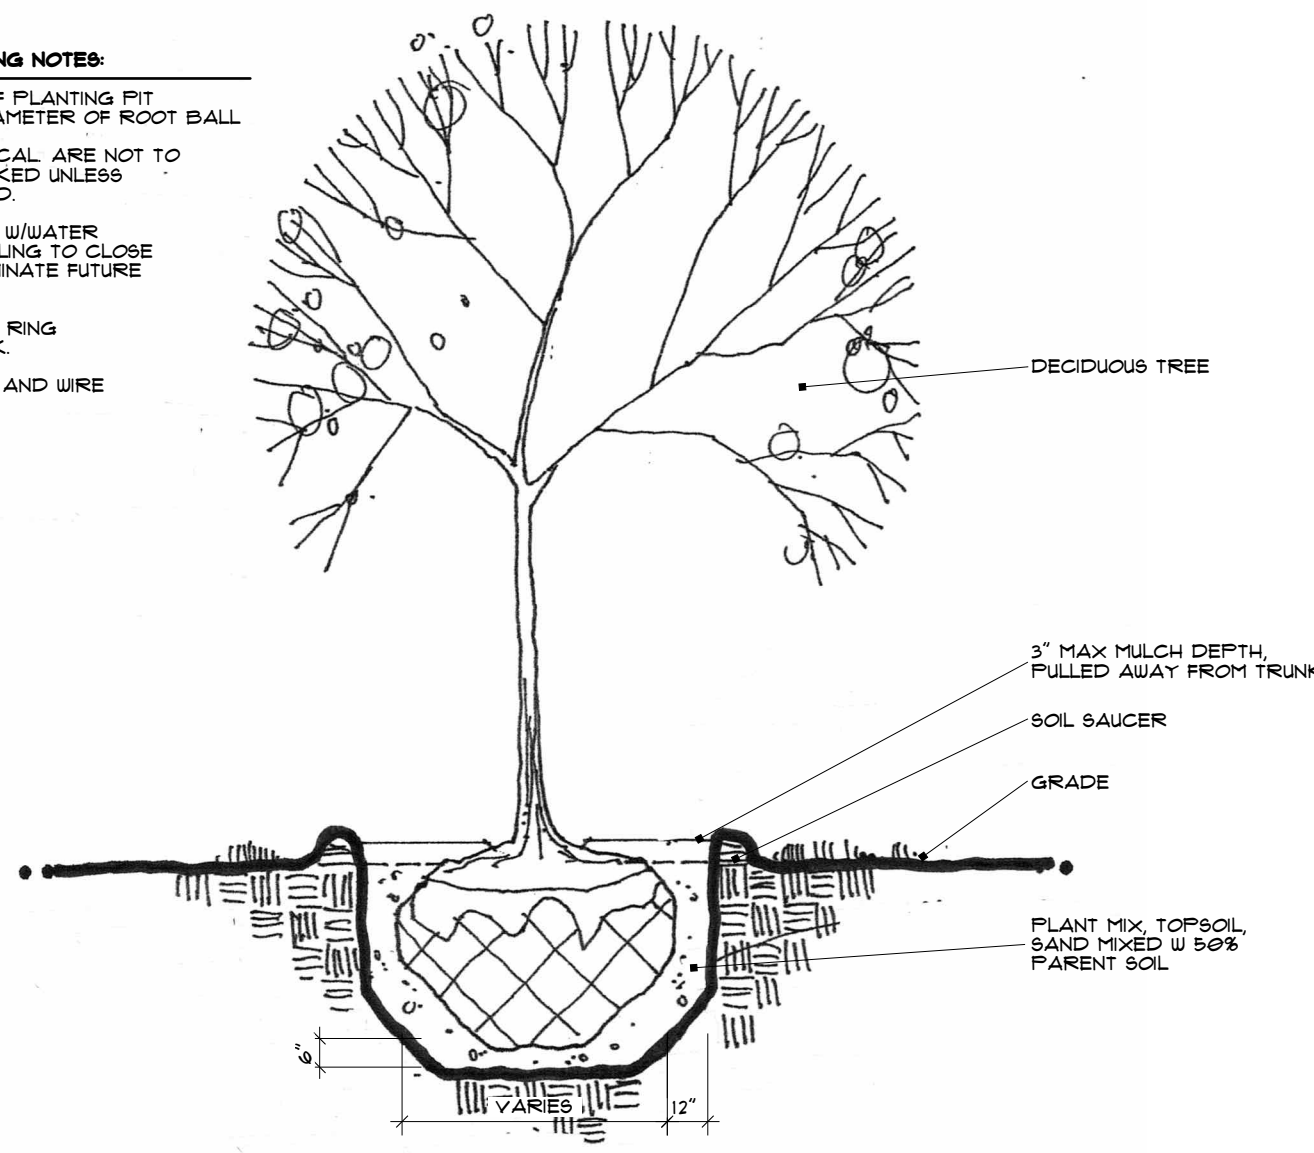 NG NOTES:
PLANTING PIT
AMETER OF ROOT BALL
CAL. ARE NOT TO
KED UNLESS
D.
W/WATER
LING TO CLOSE
INATE FUTURE
RING
K.
AND WIRE
DECIDUOUS TREE
3" MAX MULCH DEPTH,
PULLED AWAY FROM TRUNK
SOIL SAUCER
GRADE
PLANT MIX, TOPSOIL,
SAND MIXED W 50%
PARENT SOIL
6"
VARIES
12"